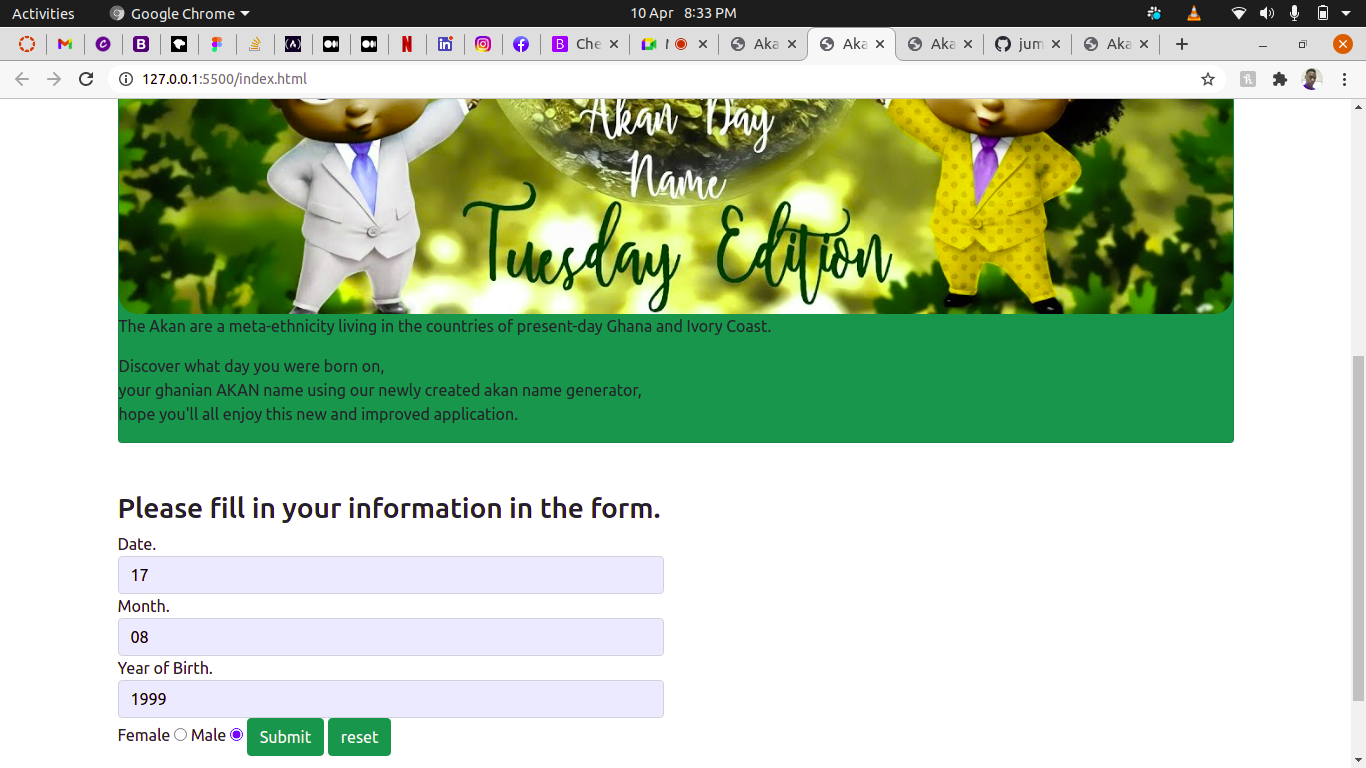 Activities Google Chrome 10 Apr 8:33 PM
Che
Aka
Aka
Aka
jum
Aka
127.0.0.1:5500/index.html
Akan Day
Name
Tuesday Edition
The Akan are a meta-ethnicity living in the countries of present-day Ghana and Ivory Coast.
Discover what day you were born on,
your ghanian AKAN name using our newly created akan name generator,
hope you'll all enjoy this new and improved application.
Please fill in your information in the form.
Date.
17
Month.
08
Year of Birth.
1999
Female Male Submit reset